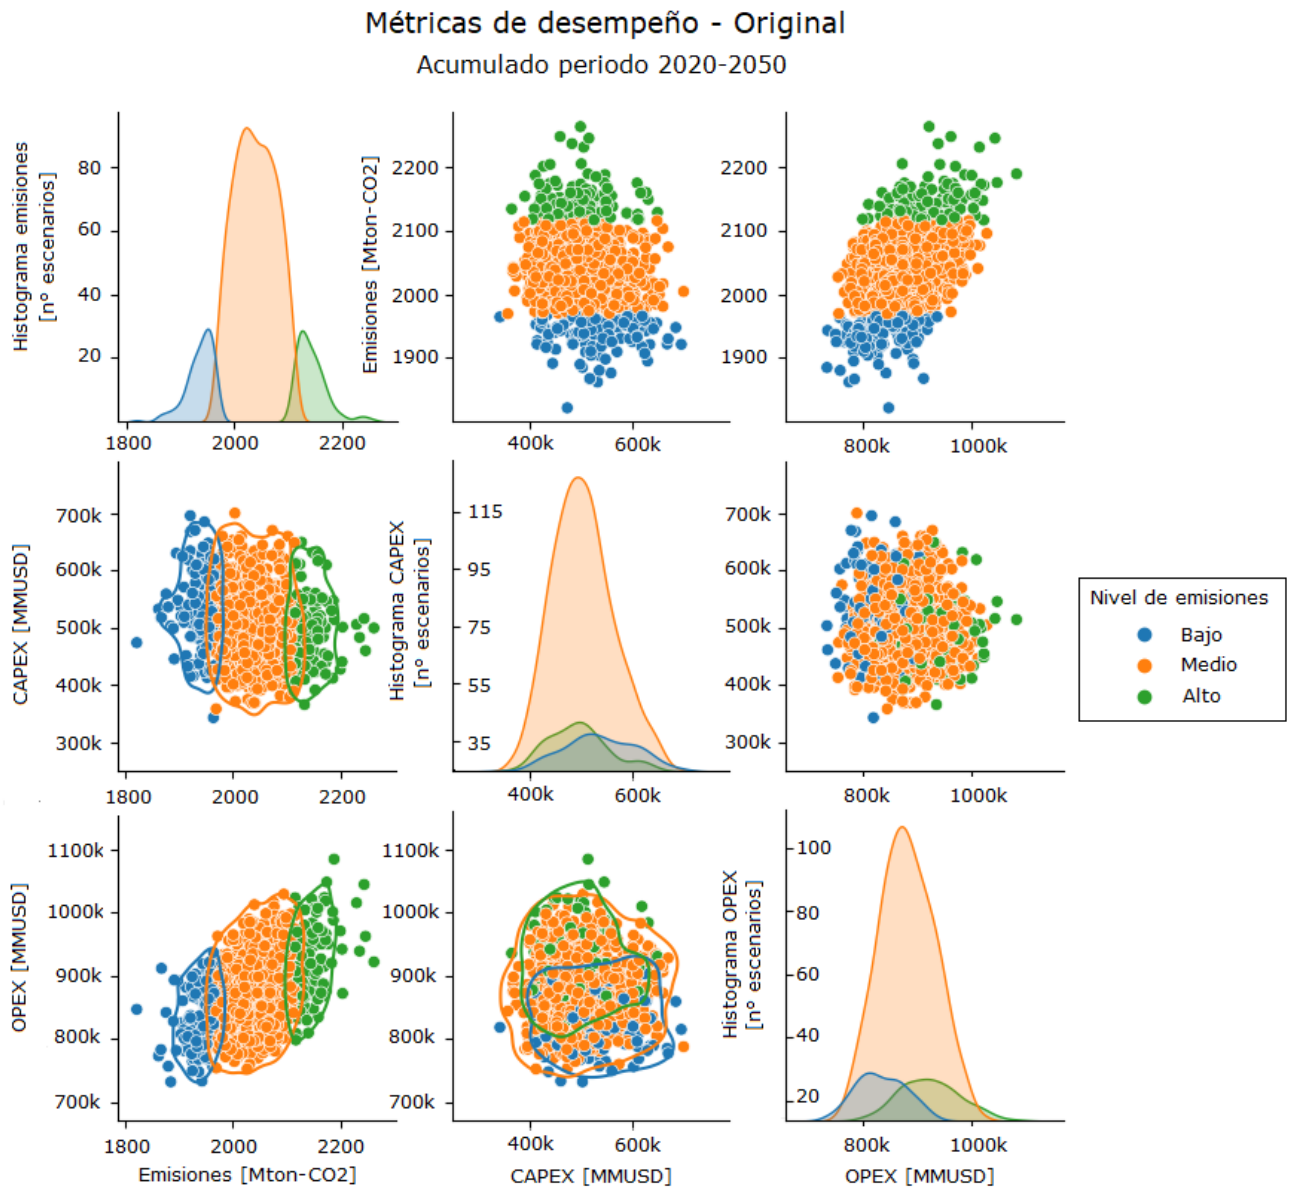 Métricas de desempeño - Original
Acumulado periodo 2020-2050
Histograma emisiones
[n° escenarios]
80
60
40
20
1800
2000
2200
Emisiones [Mton-CO2]
2200
2100
2000
1900
400k
600k
2200
2100
2000
1900
800k
1000k
CAPEX [MMUSD]
700k
600k
500k
400k
300k
1800
2000
2200
Histograma CAPEX
[n° escenarios]
115
95
75
55
35
400k
600k
700k
600k
500k
400k
300k
800k
1000k
Nivel de emisiones
Bajo
Medio
Alto
OPEX [MMUSD]
1100k
1000k
900k
800k
700k
1800
2000
2200
Emisiones [Mton-CO2]
1100k
1000k
900k
800k
700k
400k
600k
CAPEX [MMUSD]
Histograma OPEX
[n° escenarios]
100
80
60
40
20
800k
1000k
OPEX [MMUSD]